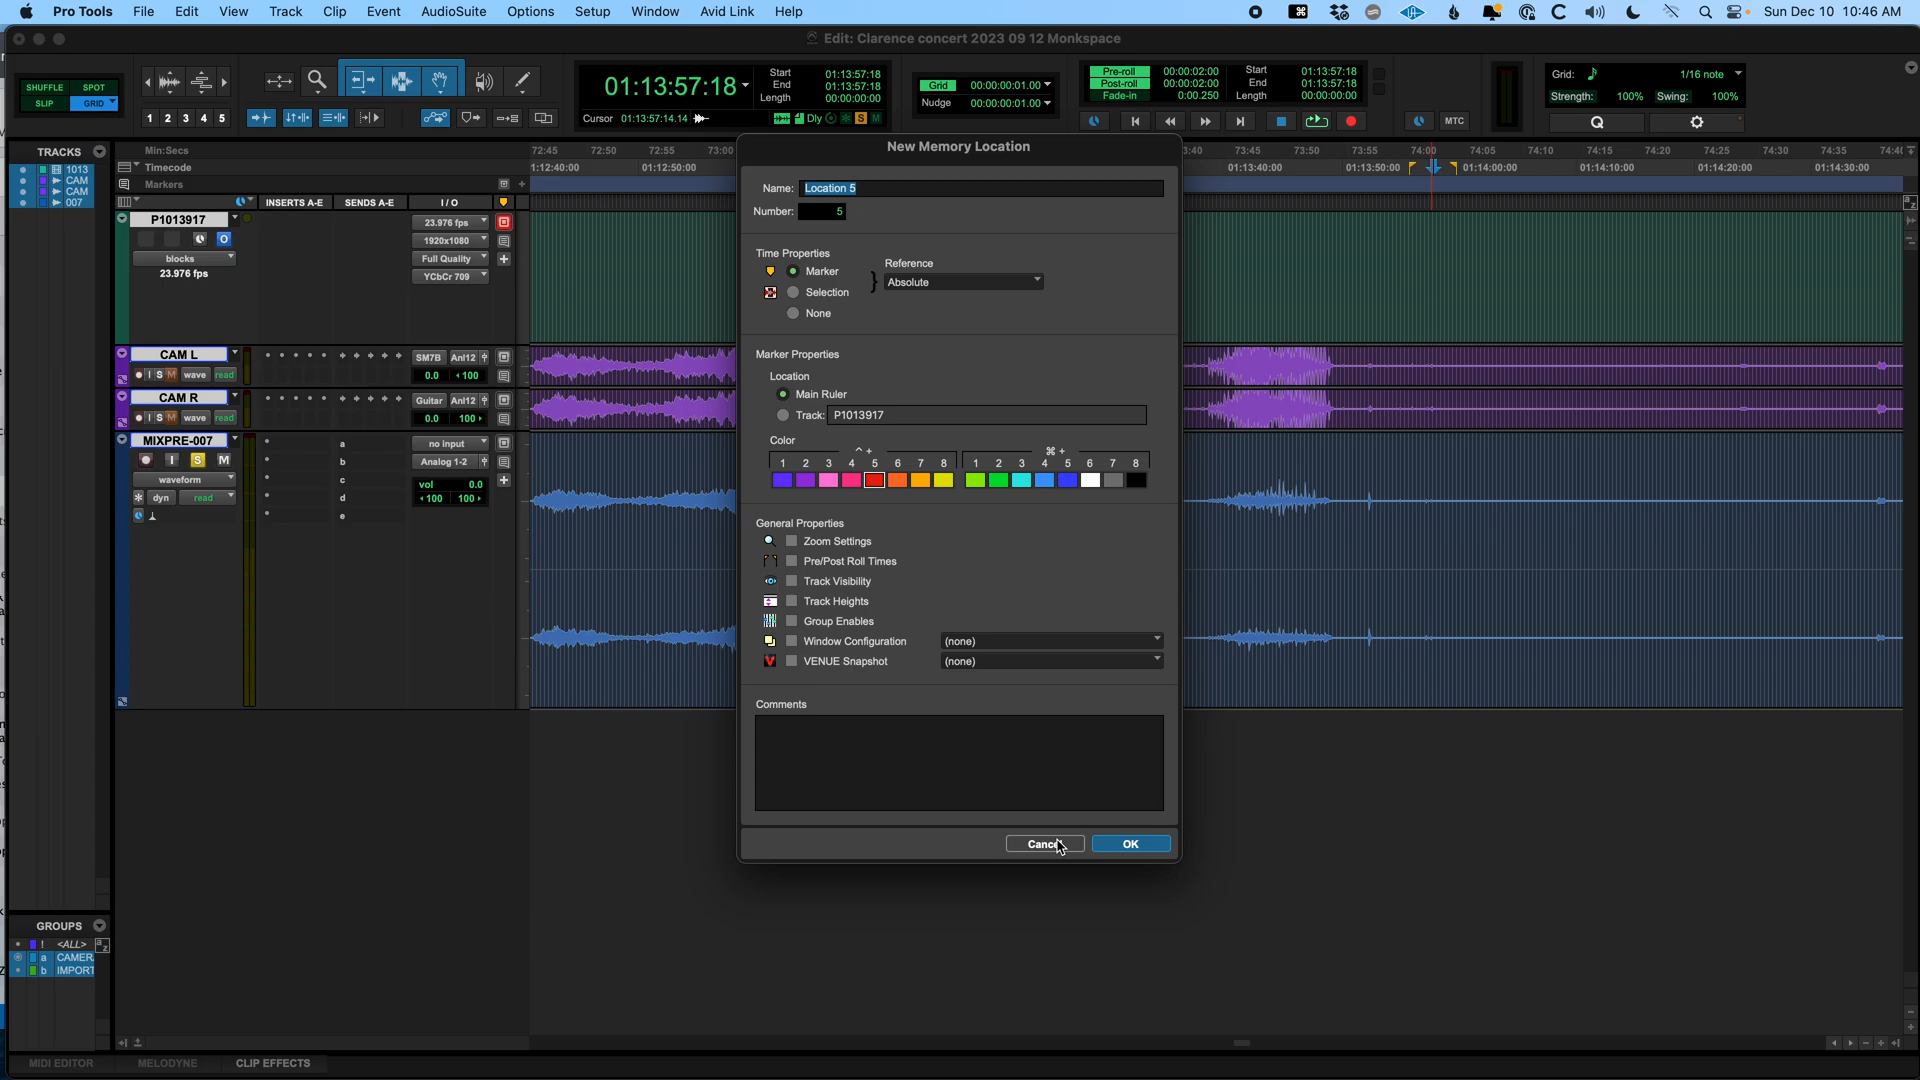 Pro Tools File Edit View Track Clip Event AudioSuite Options Setup Window Avid Link Help Sun Dec 10 10:46 AM
Edit: Clarence concert 2023 09 12 Monkspace
SHUFFLE SPOT
SLIP GRID
1 2 3 4 5
01:13:57:18
Start 01:13:57:18
End 01:13:57:18
Length 00:00:00:00
Cursor 01:13:57:14.14 Dly S M
Grid 00:00:00:01.00
Nudge 00:00:00:01.00
Pre-roll 00:00:02:00 Start 01:13:57:18
Post-roll 00:00:02:00 End 01:13:57:18
Fade-in 0:00.250 Length 00:00:00:00
MTC
Grid: 1/16 note
Strength: 100% Swing: 100%
Q
TRACKS
1013
CAM
CAM
007
Min:Secs 72:45 72:50 72:55 73:00 3:40 73:45 73:50 73:55 74:00 74:05 74:10 74:15 74:20 74:25 74:30 74:35 74:4
Timecode 1:12:40:00 01:12:50:00 01:13:40:00 01:13:50:00 01:14:00:00 01:14:10:00 01:14:20:00 01:14:30:00
Markers
INSERTS A-E SENDS A-E I / O
P1013917 23.976 fps
O 1920x1080
blocks Full Quality
23.976 fps YCbCr 709
CAM L SM7B Anl12
I S M wave read 0.0 100
CAM R Guitar Anl12
I S M wave read 0.0 100
MIXPRE-007 a no input
I S M b Analog 1-2
waveform c vol 0.0
dyn read d 100 100
e
New Memory Location
Name: Location 5
Number: 5
Time Properties
Marker
Selection
None
Reference
Absolute
Marker Properties
Location
Main Ruler
Track: P1013917
Color
^ + ⌘ +
1 2 3 4 5 6 7 8 1 2 3 4 5 6 7 8
General Properties
Zoom Settings
Pre/Post Roll Times
Track Visibility
Track Heights
Group Enables
Window Configuration (none)
VENUE Snapshot (none)
Comments
Cancel OK
GROUPS
! <ALL> a z
a CAMER
b IMPORT
MIDI EDITOR MELODYNE CLIP EFFECTS